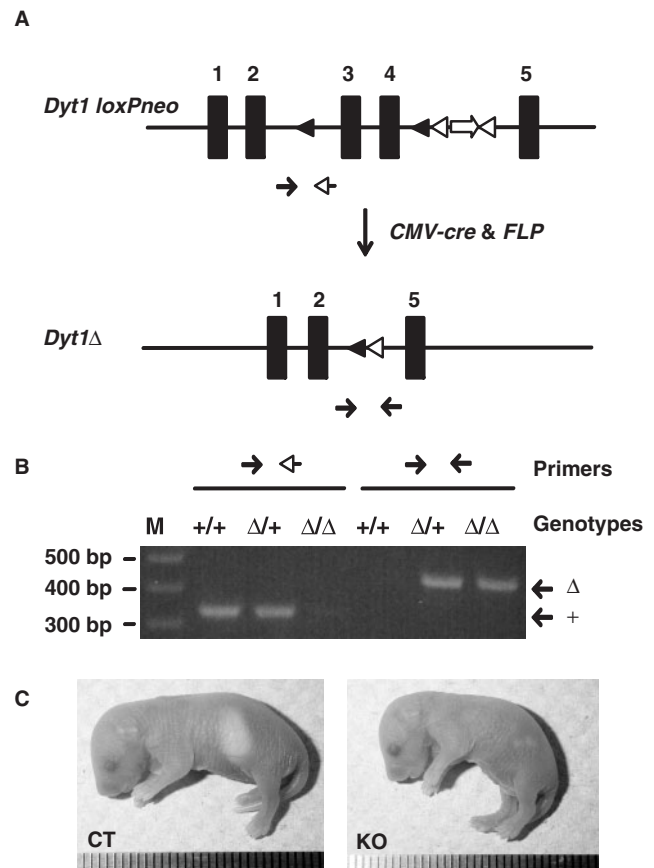 A
1 2 3 4 5
Dyt1 loxPneo
CMV-cre & FLP
1 2 5
Dyt1Δ
B
Primers
M +/+ Δ/+ Δ/Δ +/+ Δ/+ Δ/Δ Genotypes
500 bp
400 bp Δ
300 bp +
C
CT KO